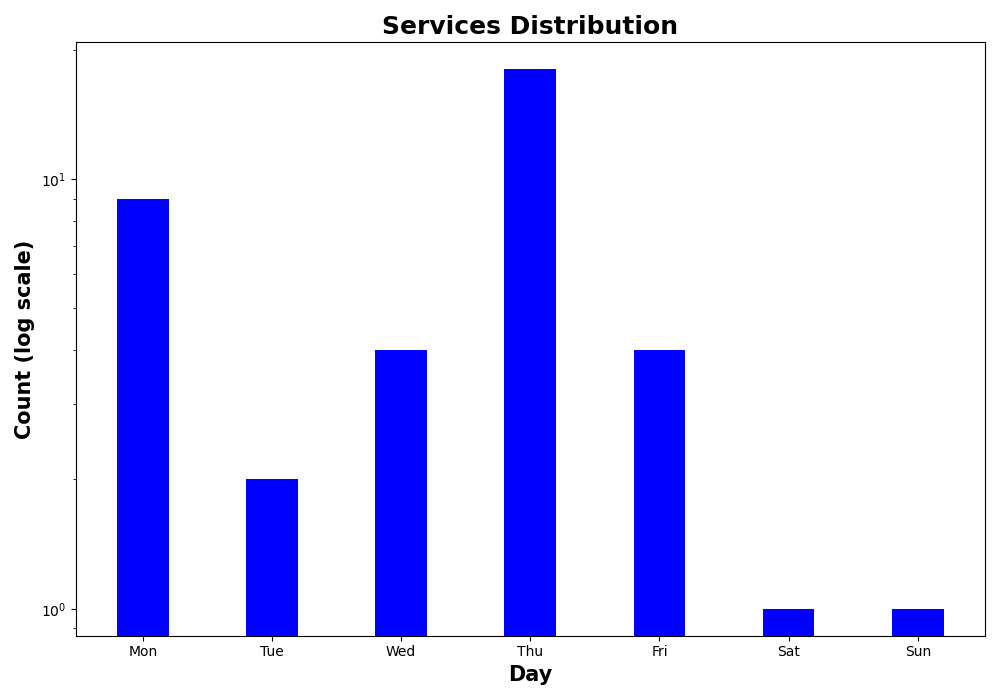 Services Distribution
Count (log scale)
10¹
10⁰
Mon Tue Wed Thu Fri Sat Sun
Day